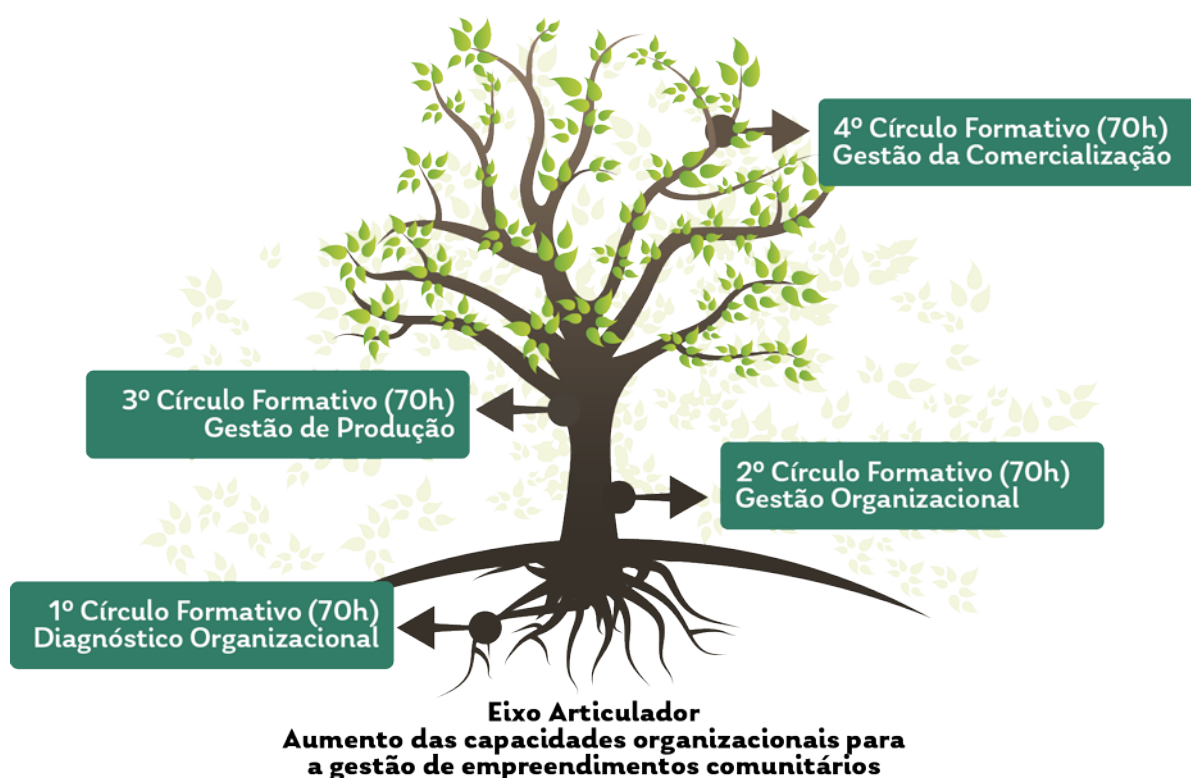 4º Círculo Formativo (70h)
Gestão da Comercialização
3º Círculo Formativo (70h)
Gestão de Produção
2º Círculo Formativo (70h)
Gestão Organizacional
1º Círculo Formativo (70h)
Diagnóstico Organizacional
Eixo Articulador
Aumento das capacidades organizacionais para
a gestão de empreendimentos comunitários